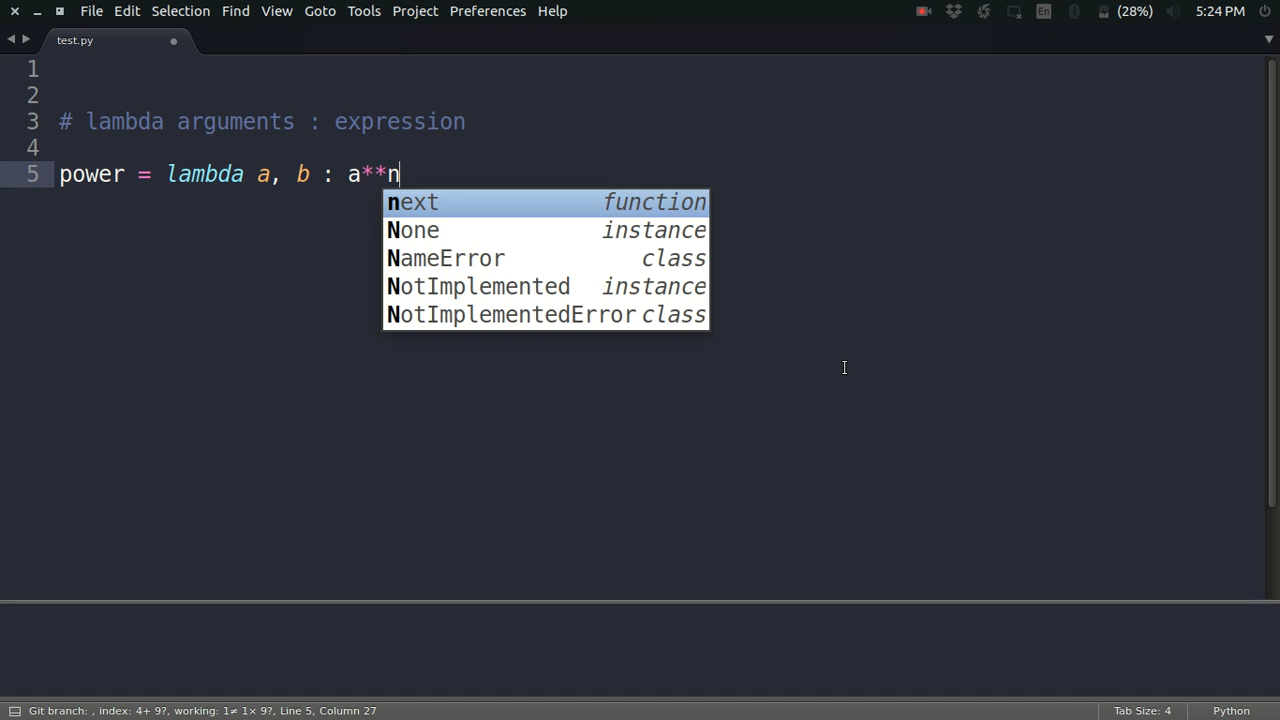 File Edit Selection Find View Goto Tools Project Preferences Help En (28%) 5:24 PM
test.py
1
2
3 # lambda arguments : expression
4
5 power = lambda a, b : a**n
next function
None instance
NameError class
NotImplemented instance
NotImplementedError class
Git branch: , index: 4+ 9?, working: 1≠ 1× 9?, Line 5, Column 27 Tab Size: 4 Python